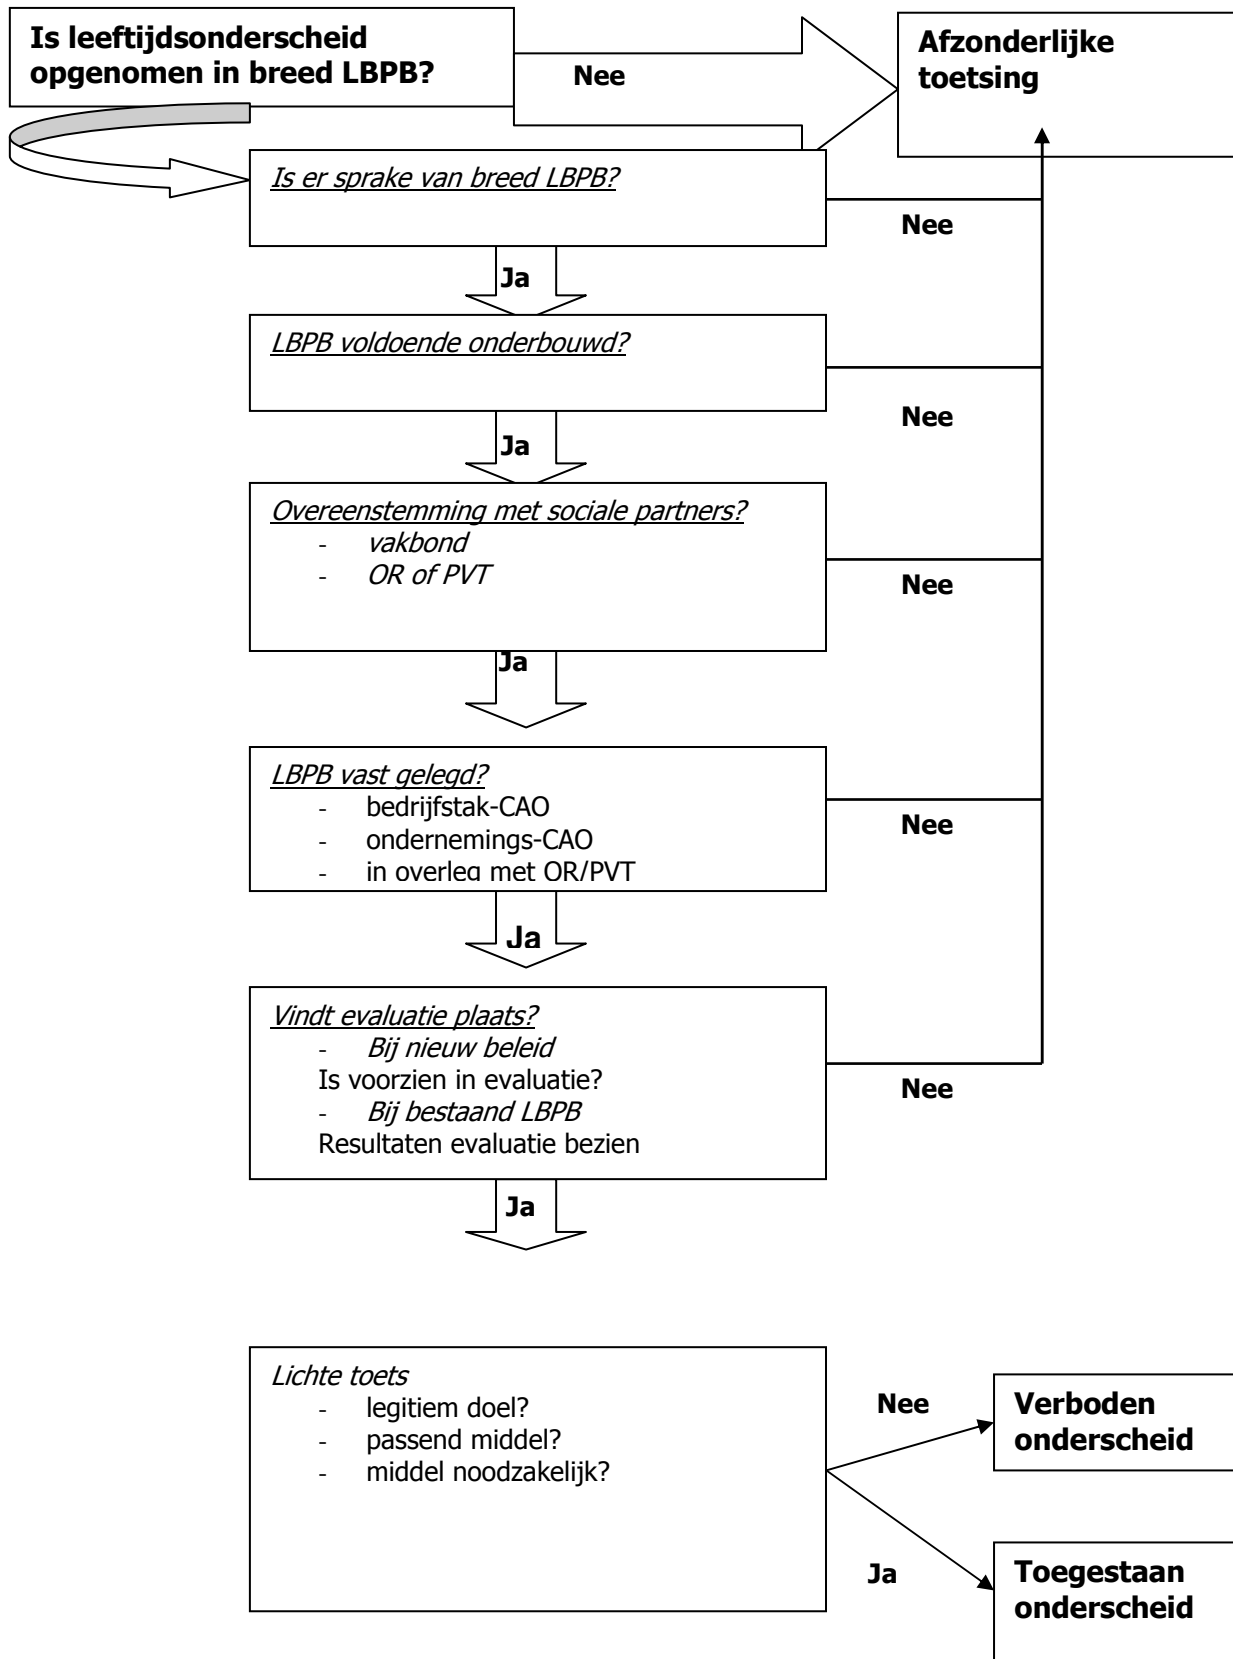 Is leeftijdsonderscheid
opgenomen in breed LBPB?
Nee
Afzonderlijke
toetsing
Is er sprake van breed LBPB?
Nee
Ja
LBPB voldoende onderbouwd?
Nee
Ja
Overeenstemming met sociale partners?
- vakbond
- OR of PVT
Nee
Ja
LBPB vast gelegd?
- bedrijfstak-CAO
- ondernemings-CAO
- in overleg met OR/PVT
Nee
Ja
Vindt evaluatie plaats?
- Bij nieuw beleid
Is voorzien in evaluatie?
- Bij bestaand LBPB
Resultaten evaluatie bezien
Nee
Ja
Lichte toets
- legitiem doel?
- passend middel?
- middel noodzakelijk?
Nee
Verboden
onderscheid
Ja
Toegestaan
onderscheid